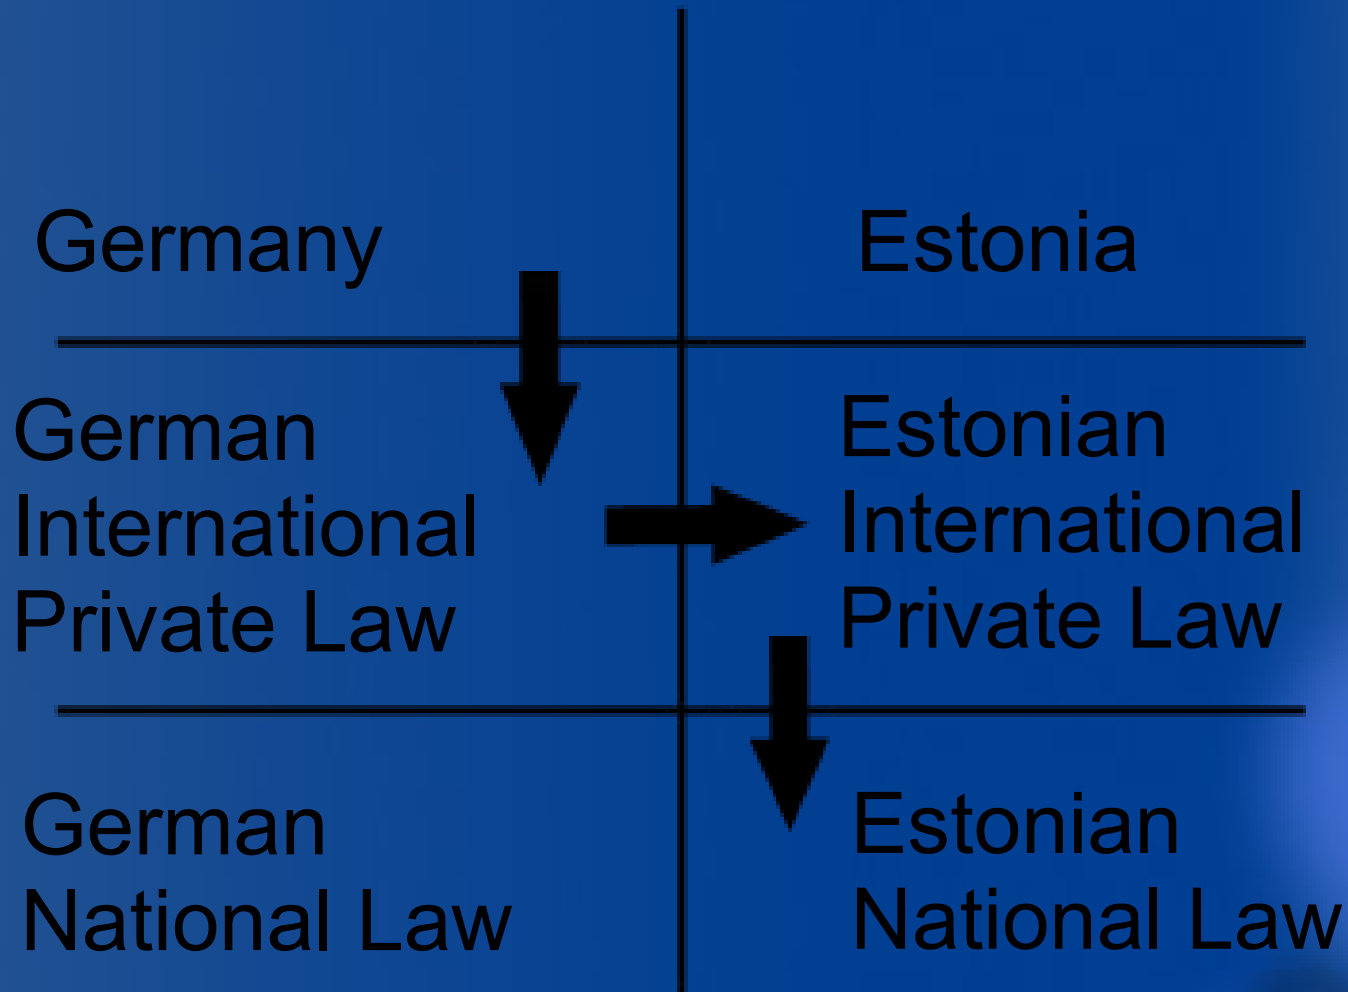 Germany
Estonia
German
International
Private Law
Estonian
International
Private Law
German
National Law
Estonian
National Law